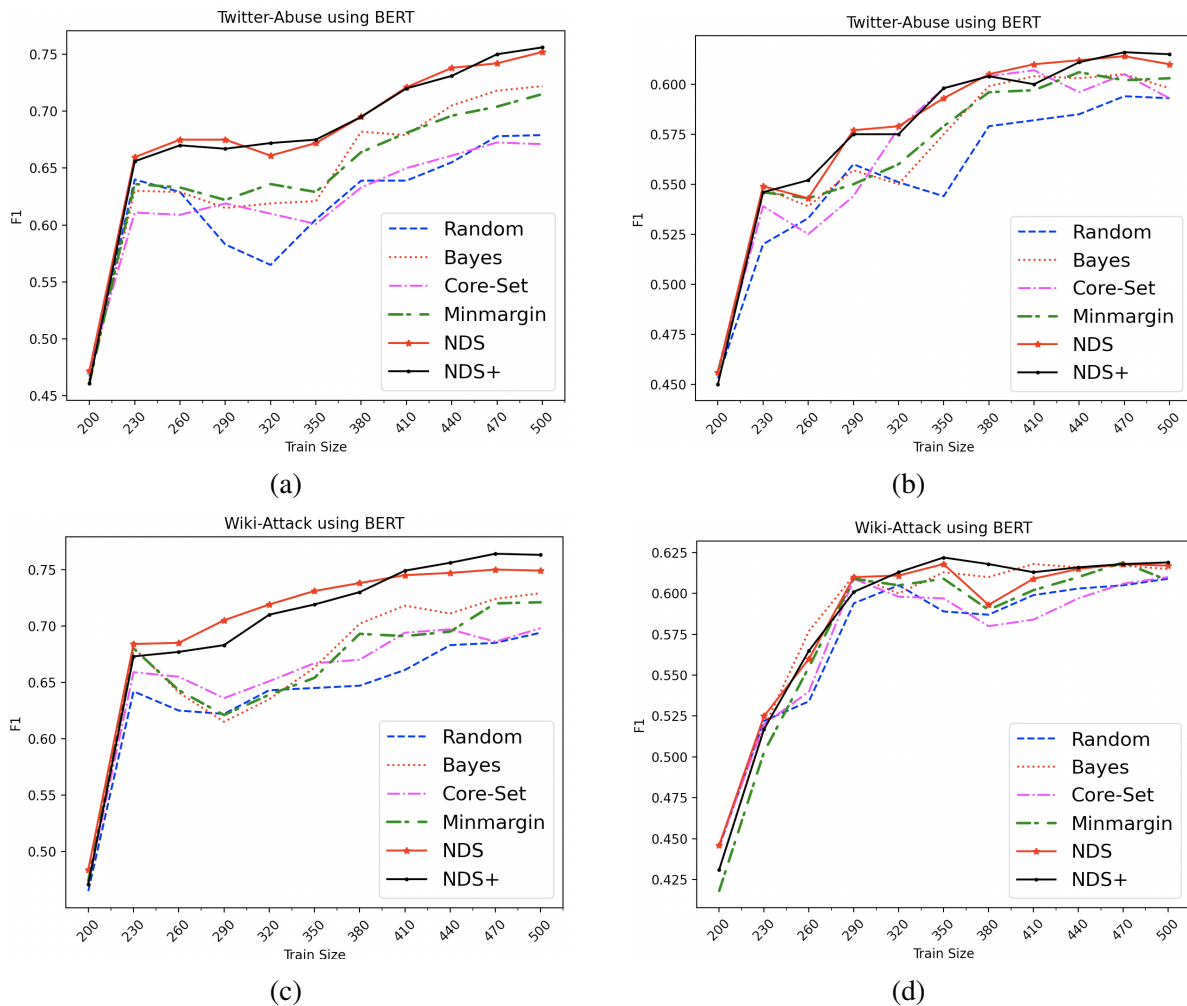 Twitter-Abuse using BERT
0.75
0.70
0.65
0.60
0.55
0.50
0.45
F1
200 230 260 290 320 350 380 410 440 470 500
Train Size
Random
Bayes
Core-Set
Minmargin
NDS
NDS+
(a)
Twitter-Abuse using BERT
0.600
0.575
0.550
0.525
0.500
0.475
0.450
F1
200 230 260 290 320 350 380 410 440 470 500
Train Size
Random
Bayes
Core-Set
Minmargin
NDS
NDS+
(b)
Wiki-Attack using BERT
0.75
0.70
0.65
0.60
0.55
0.50
F1
200 230 260 290 320 350 380 410 440 470 500
Train Size
Random
Bayes
Core-Set
Minmargin
NDS
NDS+
(c)
Wiki-Attack using BERT
0.625
0.600
0.575
0.550
0.525
0.500
0.475
0.450
0.425
F1
200 230 260 290 320 350 380 410 440 470 500
Train Size
Random
Bayes
Core-Set
Minmargin
NDS
NDS+
(d)